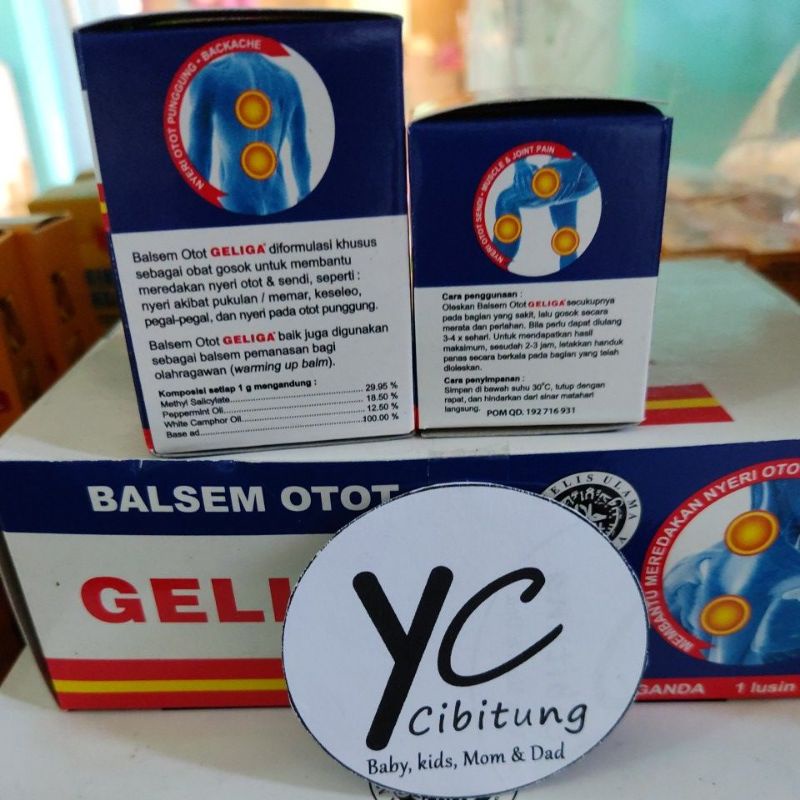 NYERI OTOT PUNGGUNG • BACKACHE
Balsem Otot GELIGA® diformulasi khusus
sebagai obat gosok untuk membantu
meredakan nyeri otot & sendi, seperti :
nyeri akibat pukulan / memar, keseleo,
pegal-pegal, dan nyeri pada otot punggung.
Balsem Otot GELIGA® baik juga digunakan
sebagai balsem pemanasan bagi
olahragawan (warming up balm).
Komposisi setiap 1 g mengandung :
Methyl Salicylate 29.95 %
Peppermint Oil 18.50 %
White Camphor Oil 12.50 %
Base ad 100.00 %
NYERI OTOT SENDI • MUSCLE & JOINT PAIN
Cara penggunaan :
Oleskan Balsem Otot GELIGA® secukupnya
pada bagian yang sakit, lalu gosok secara
merata dan perlahan. Bila perlu dapat diulang
3-4 x sehari. Untuk mendapatkan hasil
maksimum, sesudah 2-3 jam, letakkan handuk
panas secara berkala pada bagian yang telah
dioleskan.
Cara penyimpanan :
Simpan di bawah suhu 30°C, tutup dengan
rapat, dan hindarkan dari sinar matahari
langsung.
POM QD. 192 716 931
BALSEM OTOT
GELI
ELIS ULAMA
MEMBANTU MEREDAKAN NYERI OTO
GANDA 1 lusin
YC
Cibitung
Baby, kids, Mom & Dad